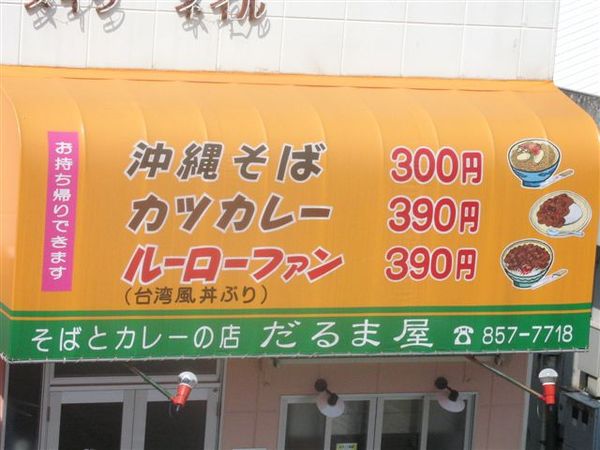 お持ち帰りできます
沖縄そば 300円
カツカレー 390円
ルーローファン 390円
(台湾風丼ぶり)
そばとカレーの店 だるま屋 ☎857-7718